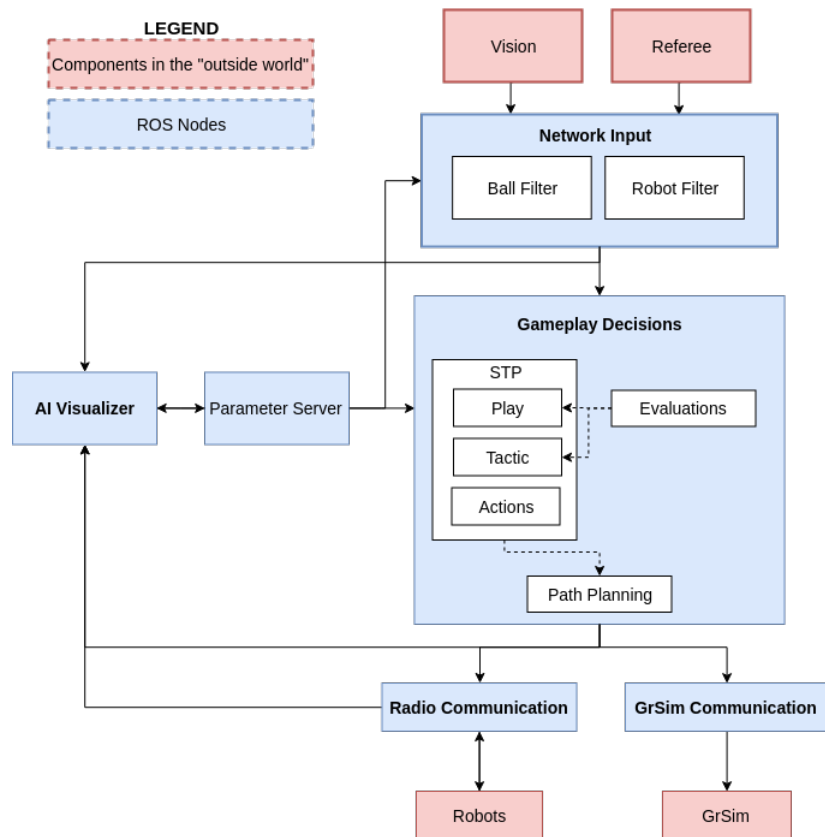 LEGEND
Components in the "outside world"
ROS Nodes
Vision
Referee
Network Input
Ball Filter
Robot Filter
Gameplay Decisions
STP
Play
Evaluations
Tactic
Actions
Path Planning
AI Visualizer
Parameter Server
Radio Communication
GrSim Communication
Robots
GrSim